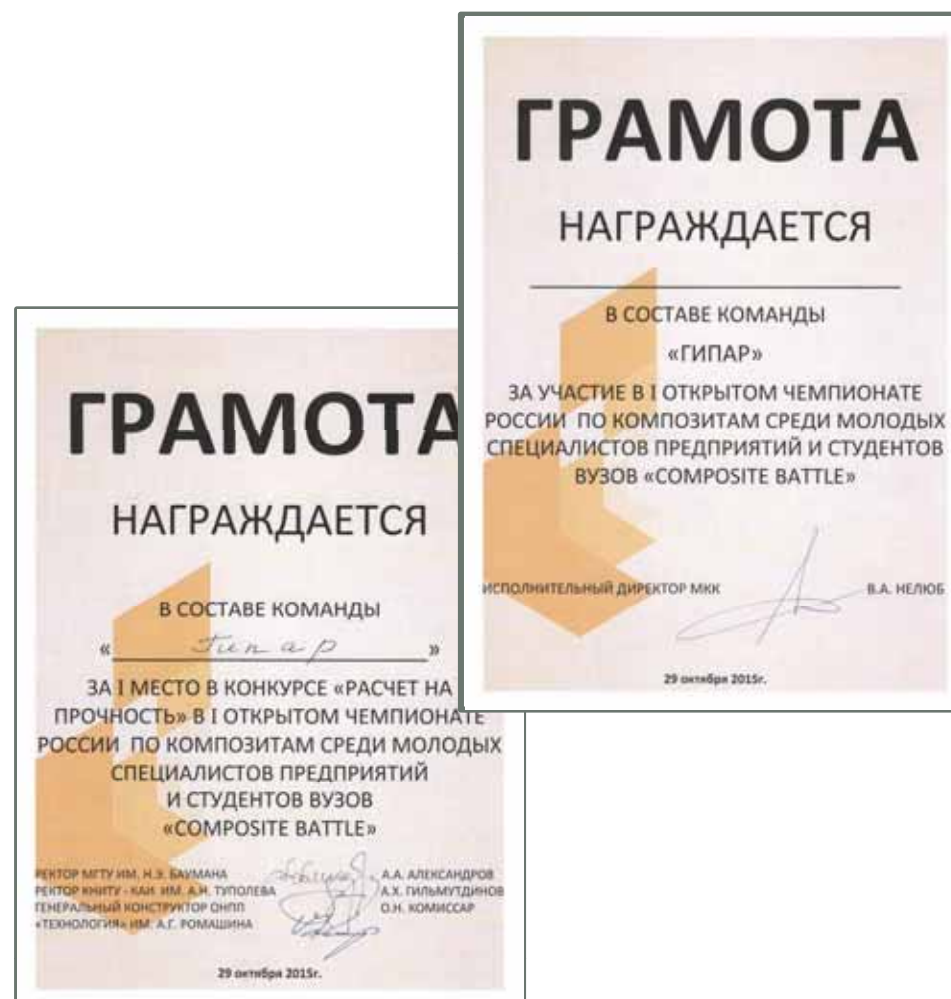 ГРАМОТА
НАГРАЖДАЕТСЯ
В СОСТАВЕ КОМАНДЫ
«ГИПАР»
ЗА УЧАСТИЕ В I ОТКРЫТОМ ЧЕМПИОНАТЕ
РОССИИ ПО КОМПОЗИТАМ СРЕДИ МОЛОДЫХ
СПЕЦИАЛИСТОВ ПРЕДПРИЯТИЙ И СТУДЕНТОВ
ВУЗОВ «COMPOSITE BATTLE»
ИСПОЛНИТЕЛЬНЫЙ ДИРЕКТОР МКК В.А. НЕЛЮБ
29 октября 2015г.
ГРАМОТА
НАГРАЖДАЕТСЯ
В СОСТАВЕ КОМАНДЫ
« Гипар »
ЗА I МЕСТО В КОНКУРСЕ «РАСЧЕТ НА
ПРОЧНОСТЬ» В I ОТКРЫТОМ ЧЕМПИОНАТЕ
РОССИИ ПО КОМПОЗИТАМ СРЕДИ МОЛОДЫХ
СПЕЦИАЛИСТОВ ПРЕДПРИЯТИЙ
И СТУДЕНТОВ ВУЗОВ
«COMPOSITE BATTLE»
РЕКТОР МГТУ ИМ. Н.Э. БАУМАНА А.А. АЛЕКСАНДРОВ
РЕКТОР КНИТУ - КАИ ИМ. А.Н. ТУПОЛЕВА А.Х. ГИЛЬМУТДИНОВ
ГЕНЕРАЛЬНЫЙ КОНСТРУКТОР ОНПП О.Н. КОМИССАР
«ТЕХНОЛОГИЯ» ИМ. А.Г. РОМАШИНА
29 октября 2015г.